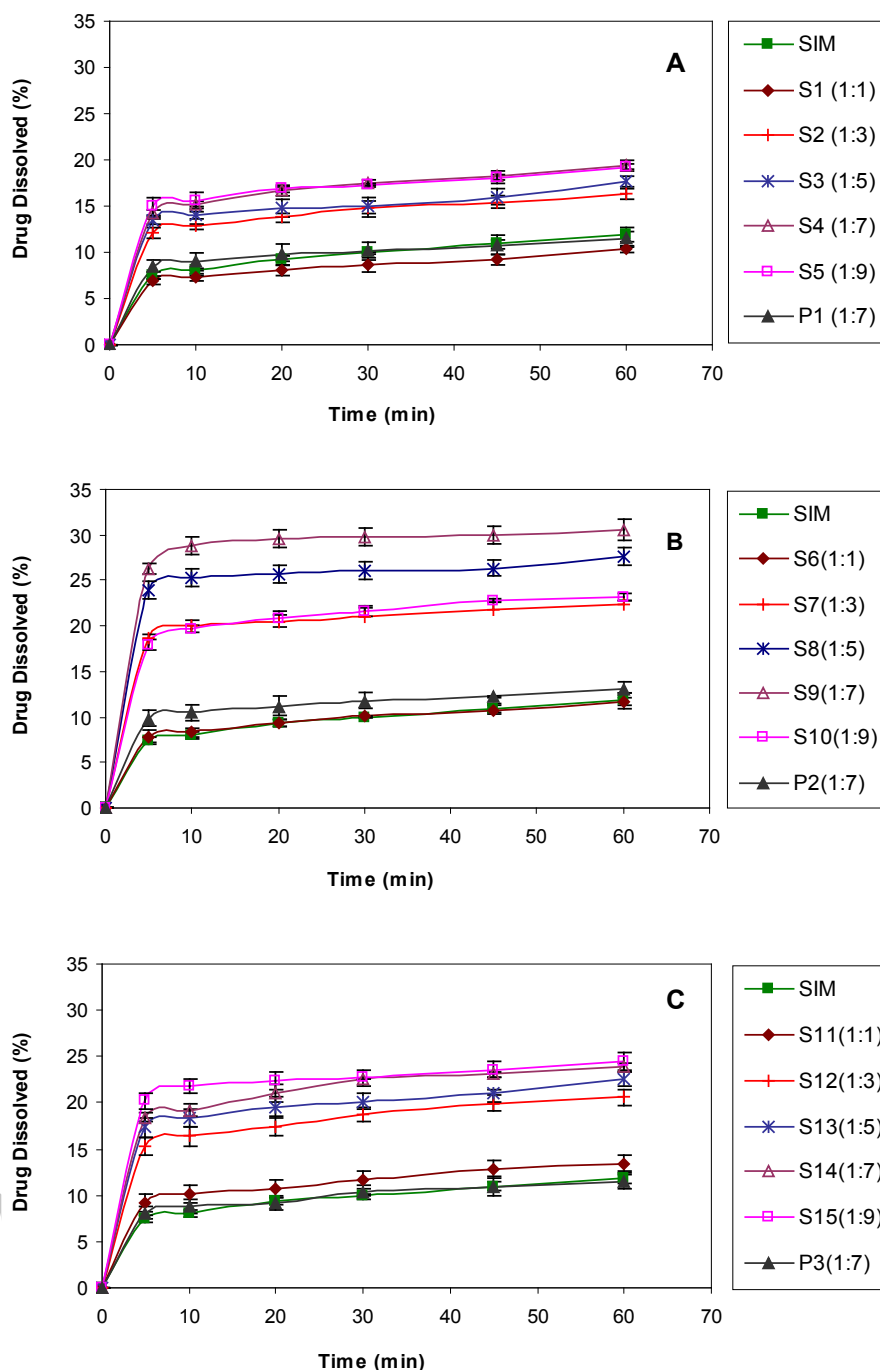 A
Drug Dissolved (%)
35
30
25
20
15
10
5
0
0 10 20 30 40 50 60 70
Time (min)
SIM
S1 (1:1)
S2 (1:3)
S3 (1:5)
S4 (1:7)
S5 (1:9)
P1 (1:7)
B
Drug Dissolved (%)
35
30
25
20
15
10
5
0
0 10 20 30 40 50 60 70
Time (min)
SIM
S6(1:1)
S7(1:3)
S8(1:5)
S9(1:7)
S10(1:9)
P2(1:7)
C
Drug Dissolved (%)
35
30
25
20
15
10
5
0
0 10 20 30 40 50 60 70
Time (min)
SIM
S11(1:1)
S12(1:3)
S13(1:5)
S14(1:7)
S15(1:9)
P3(1:7)